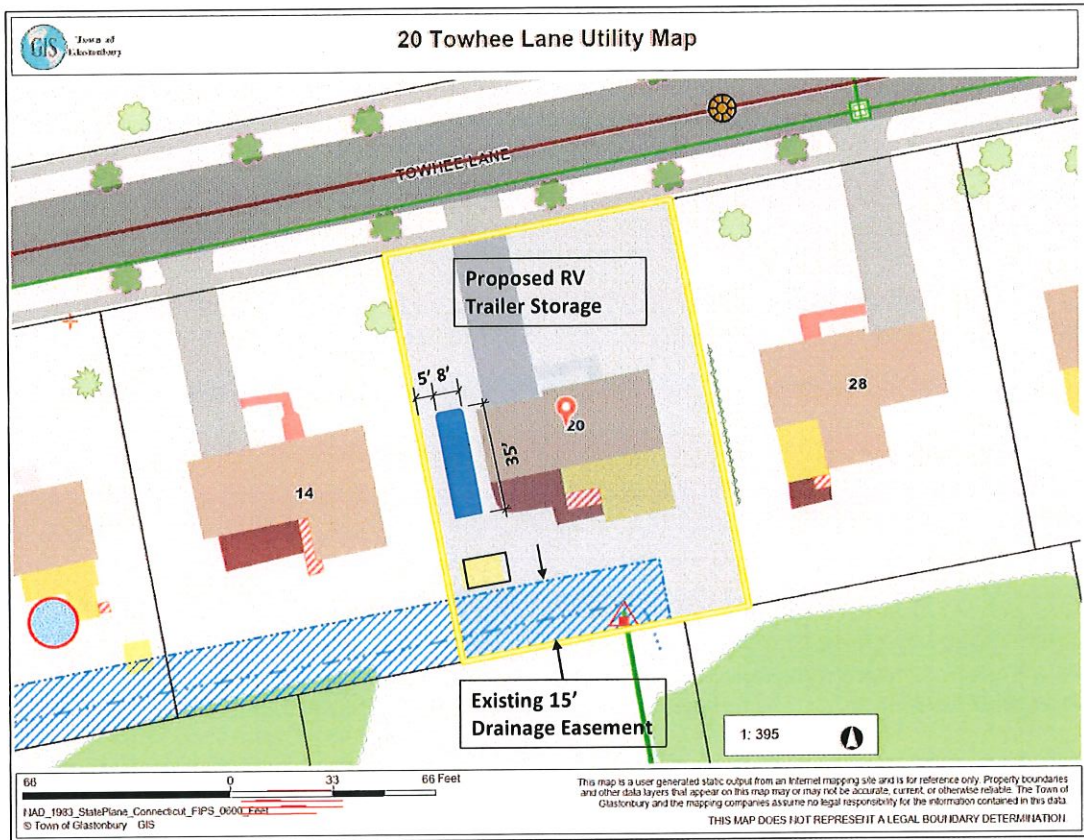 GIS
Town of
Glastonbury
20 Towhee Lane Utility Map
TOWHEE LANE
Proposed RV
Trailer Storage
5' 8'
35'
28
20
14
Existing 15'
Drainage Easement
1: 395
66 0 33 66 Feet
NAD_1983_StatePlane_Connecticut_FIPS_0600_Feet
© Town of Glastonbury GIS
This map is a user generated static output from an Internet mapping site and is for reference only. Property boundaries
and other data layers that appear on this map may or may not be accurate, current, or otherwise reliable. The Town of
Glastonbury and the mapping companies assume no legal responsibility for the information contained in this data.
THIS MAP DOES NOT REPRESENT A LEGAL BOUNDARY DETERMINATION